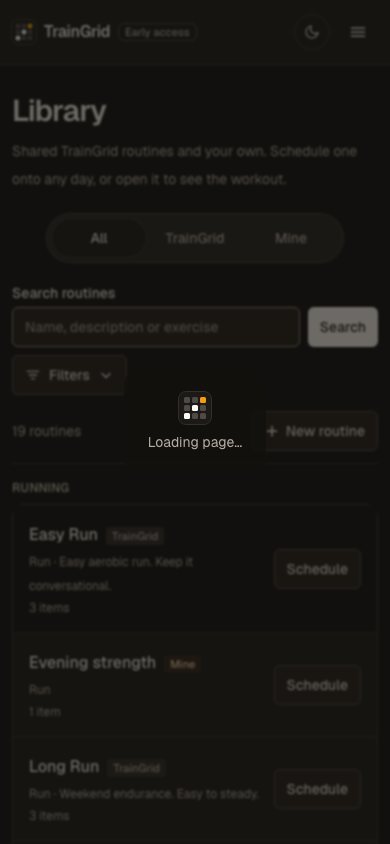 TrainGrid Early access
Library
Shared TrainGrid routines and your own. Schedule one
onto any day, or open it to see the workout.
All TrainGrid Mine
Search routines
Name, description or exercise Search
Filters
19 routines + New routine
Loading page...
RUNNING
Easy Run TrainGrid
Run · Easy aerobic run. Keep it
conversational.
3 items
Schedule
Evening strength Mine
Run
1 item
Schedule
Long Run TrainGrid
Run · Weekend endurance. Easy to steady.
3 items
Schedule